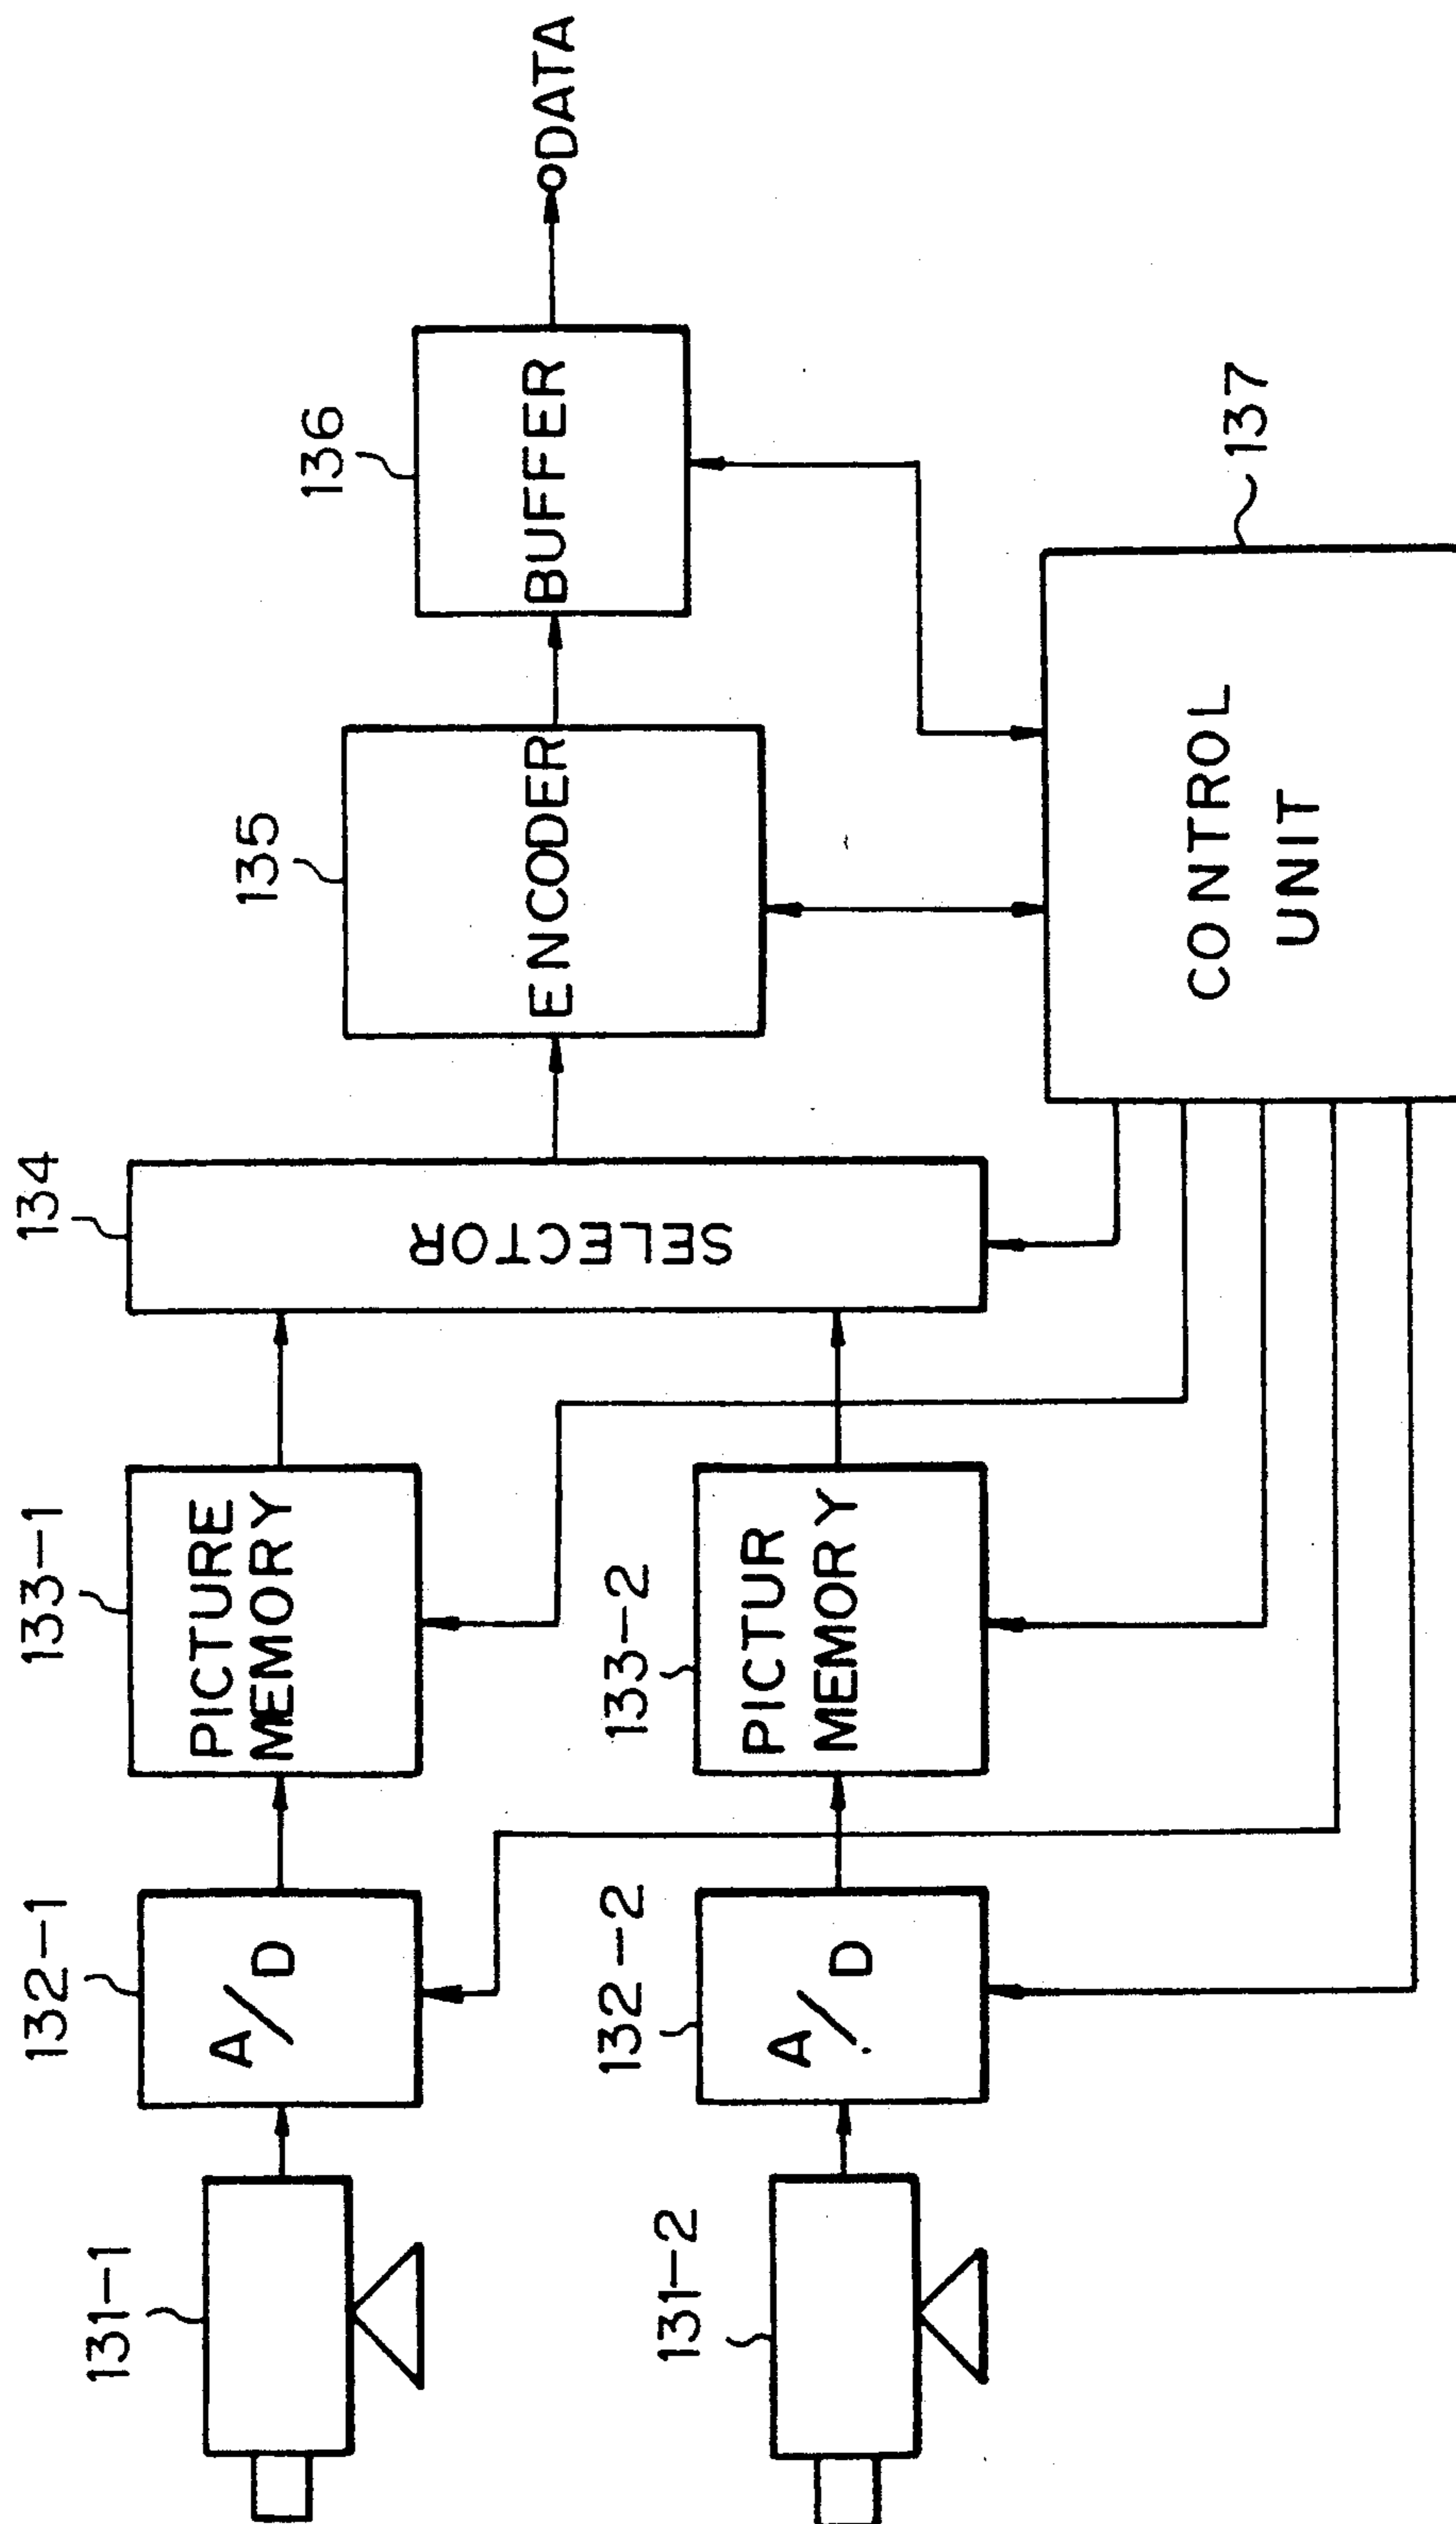 131-1
132-1
133-1
134
A/D
PICTURE
MEMORY
SELECTOR
135
ENCODER
136
BUFFER
DATA
131-2
132-2
133-2
A/D
PICTUR
MEMORY
CONTROL
UNIT
137